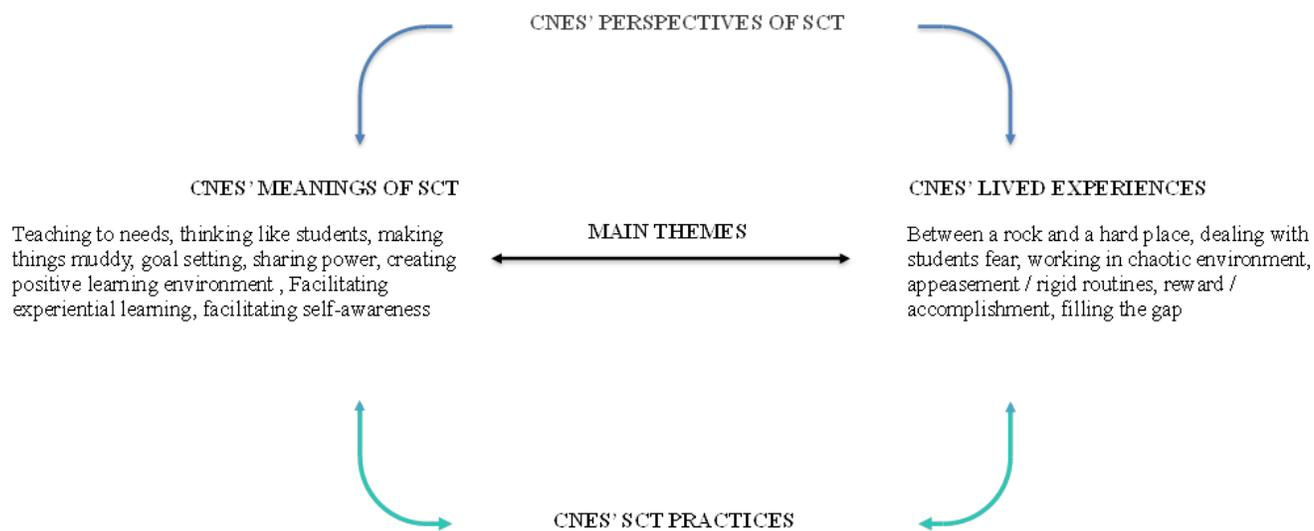 CNES' PERSPECTIVES OF SCT
CNES' MEANINGS OF SCT
Teaching to needs, thinking like students, making
things muddy, goal setting, sharing power, creating
positive learning environment , Facilitating
experiential learning, facilitating self-awareness
MAIN THEMES
CNES' LIVED EXPERIENCES
Between a rock and a hard place, dealing with
students fear, working in chaotic environment,
appeasement / rigid routines, reward /
accomplishment, filling the gap
CNES' SCT PRACTICES